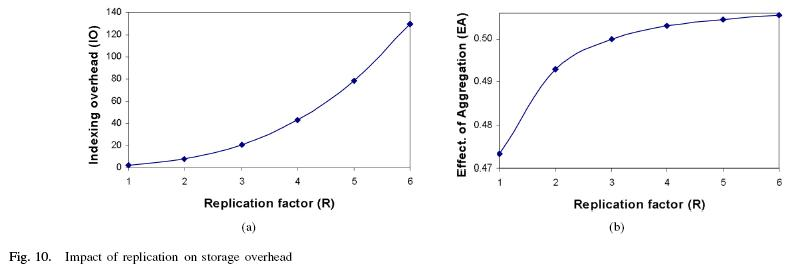 140
120
100
80
60
40
20
0
Indexing overhead (IO)
1 2 3 4 5 6
Replication factor (R)
(a)
0.50
0.49
0.48
0.47
Effect. of Aggregation (EA)
1 2 3 4 5 6
Replication factor (R)
(b)
Fig. 10. Impact of replication on storage overhead